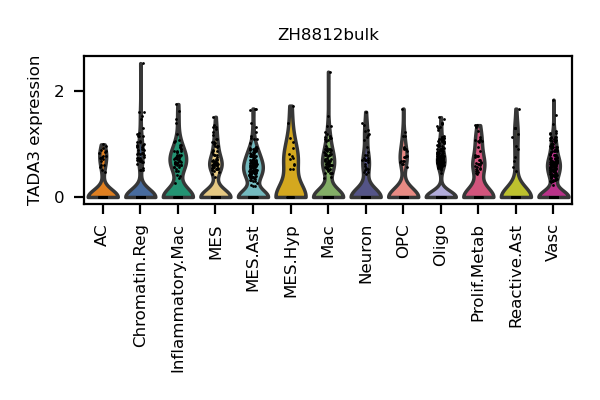 ZH8812bulk
TADA3 expression
2
0
AC
Chromatin.Reg
Inflammatory.Mac
MES
MES.Ast
MES.Hyp
Mac
Neuron
OPC
Oligo
Prolif.Metab
Reactive.Ast
Vasc